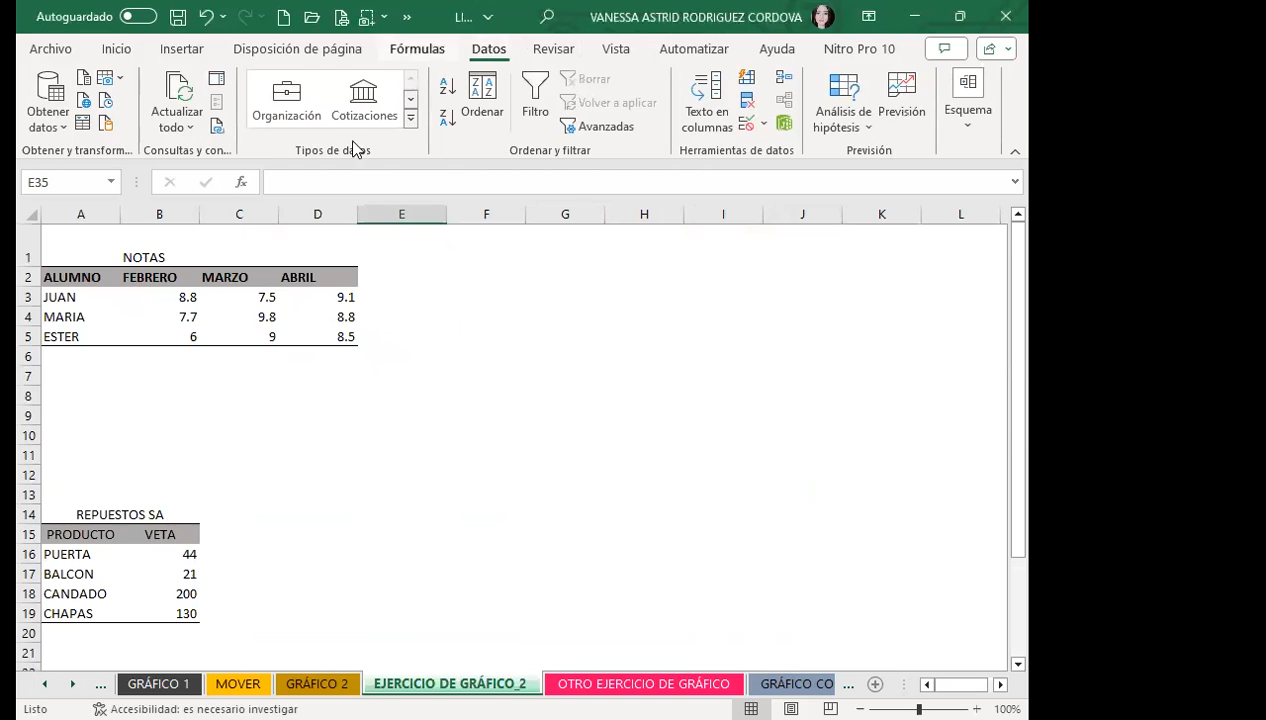 Autoguardado LI... VANESSA ASTRID RODRIGUEZ CORDOVA
Archivo Inicio Insertar Disposición de página Fórmulas Datos Revisar Vista Automatizar Ayuda Nitro Pro 10
Obtener datos
Actualizar todo
Organización Cotizaciones
Ordenar
Filtro
Borrar
Volver a aplicar
Avanzadas
Texto en columnas
Análisis de hipótesis
Previsión
Esquema
Obtener y transform... Consultas y con... Tipos de datos Ordenar y filtrar Herramientas de datos Previsión
E35 fx
A B C D E F G H I J K L
1 NOTAS
2 ALUMNO FEBRERO MARZO ABRIL
3 JUAN 8.8 7.5 9.1
4 MARIA 7.7 9.8 8.8
5 ESTER 6 9 8.5
6
7
8
9
10
11
12
13
14 REPUESTOS SA
15 PRODUCTO VETA
16 PUERTA 44
17 BALCON 21
18 CANDADO 200
19 CHAPAS 130
20
21
... GRÁFICO 1 MOVER GRÁFICO 2 EJERCICIO DE GRÁFICO_2 OTRO EJERCICIO DE GRÁFICO GRÁFICO CO ...
Listo Accesibilidad: es necesario investigar 100%